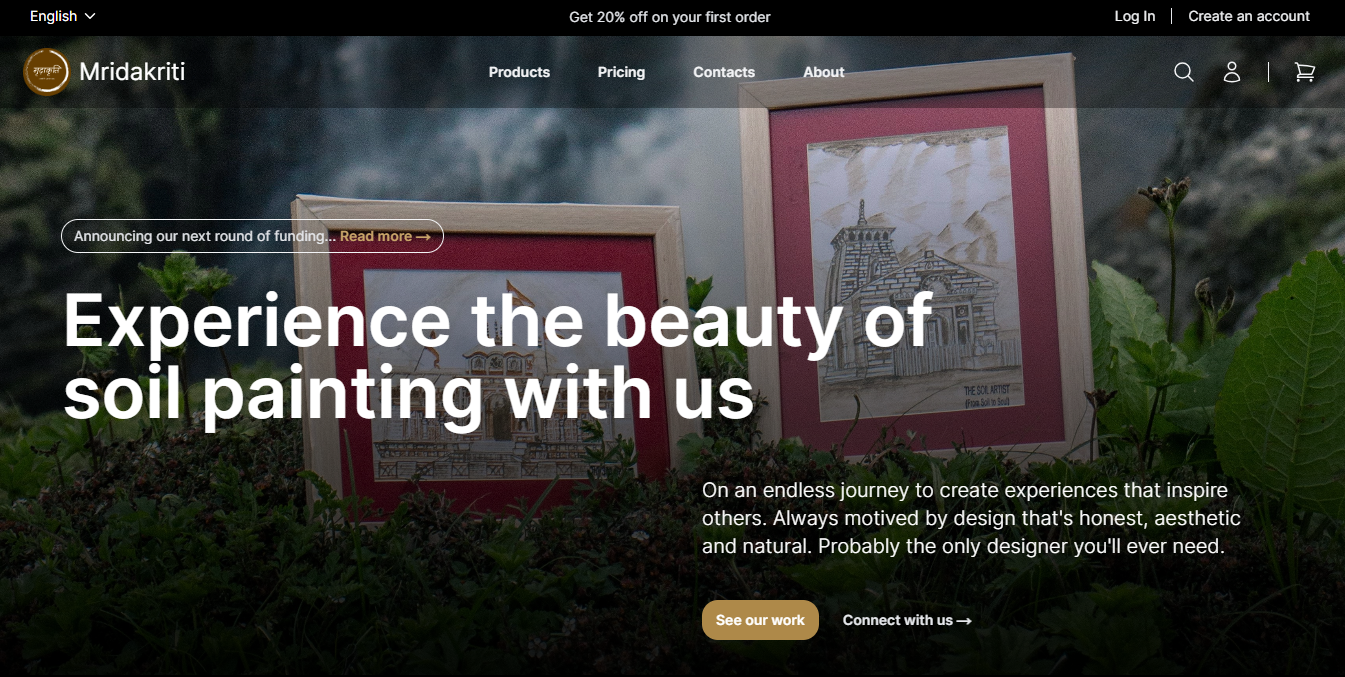 English
Get 20% off on your first order
Log In
Create an account
मृदाकृति
Mridakriti
Products
Pricing
Contacts
About
Announcing our next round of funding... Read more →
Experience the beauty of
soil painting with us
THE SOIL ARTIST
(From Soil to Soul)
On an endless journey to create experiences that inspire
others. Always motived by design that's honest, aesthetic
and natural. Probably the only designer you'll ever need.
See our work
Connect with us →